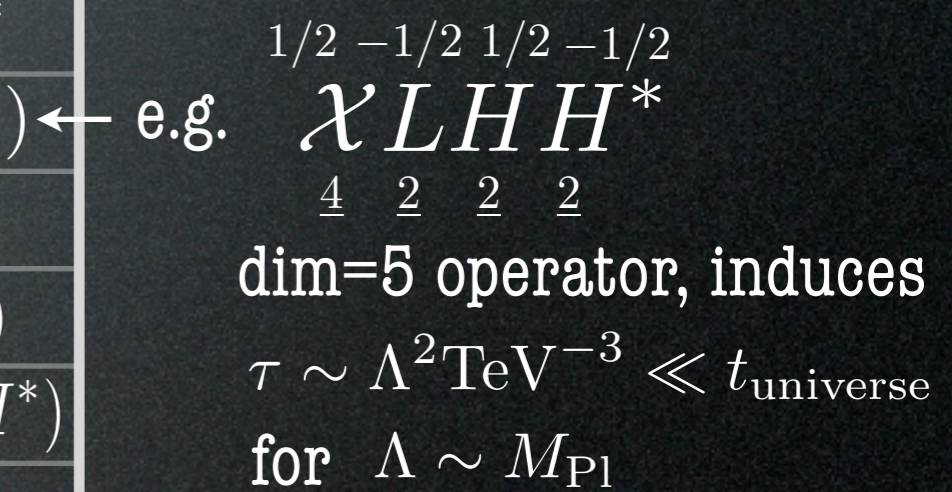 1/2 −1/2 1/2 −1/2
) ← e.g. 𝒳 L H H*
4 2 2 2
dim=5 operator, induces
)
τ ∼ Λ²TeV⁻³ ≪ t_universe
*)
for Λ ∼ M_Pl